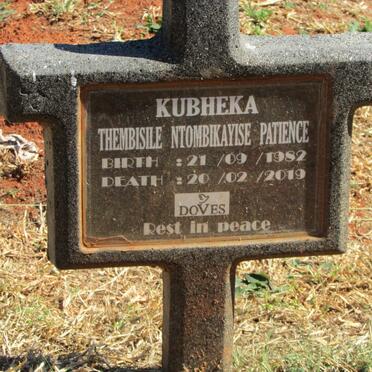 KUBHEKA
THEMBISILE NTOMBIKAYISE PATIENCE
BIRTH : 21 / 09 / 1982
DEATH : 20 / 02 / 2019
DOVES
Rest in peace